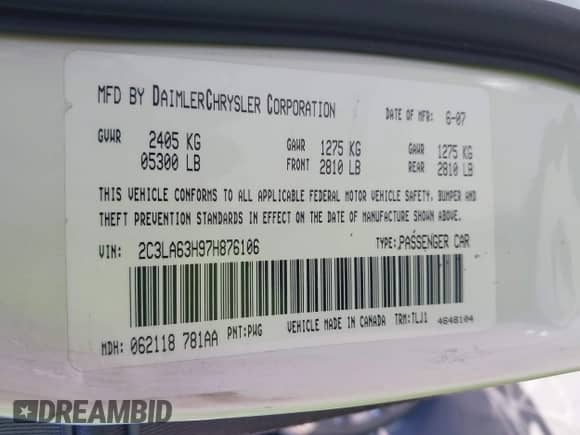 MFD BY DAIMLERCHRYSLER CORPORATION DATE OF MFR: 6-07
GVWR 2405 KG GAWR 1275 KG GAWR 1275 KG
05300 LB FRONT 2810 LB REAR 2810 LB
THIS VEHICLE CONFORMS TO ALL APPLICABLE FEDERAL MOTOR VEHICLE SAFETY, BUMPER AND
THEFT PREVENTION STANDARDS IN EFFECT ON THE DATE OF MANUFACTURE SHOWN ABOVE.
VIN: 2C3LA63H97H876106 TYPE: PASSENGER CAR
MDH: 062118 781AA PNT: PWG VEHICLE MADE IN CANADA TRM: TLJ1 4648104
DREAMBID